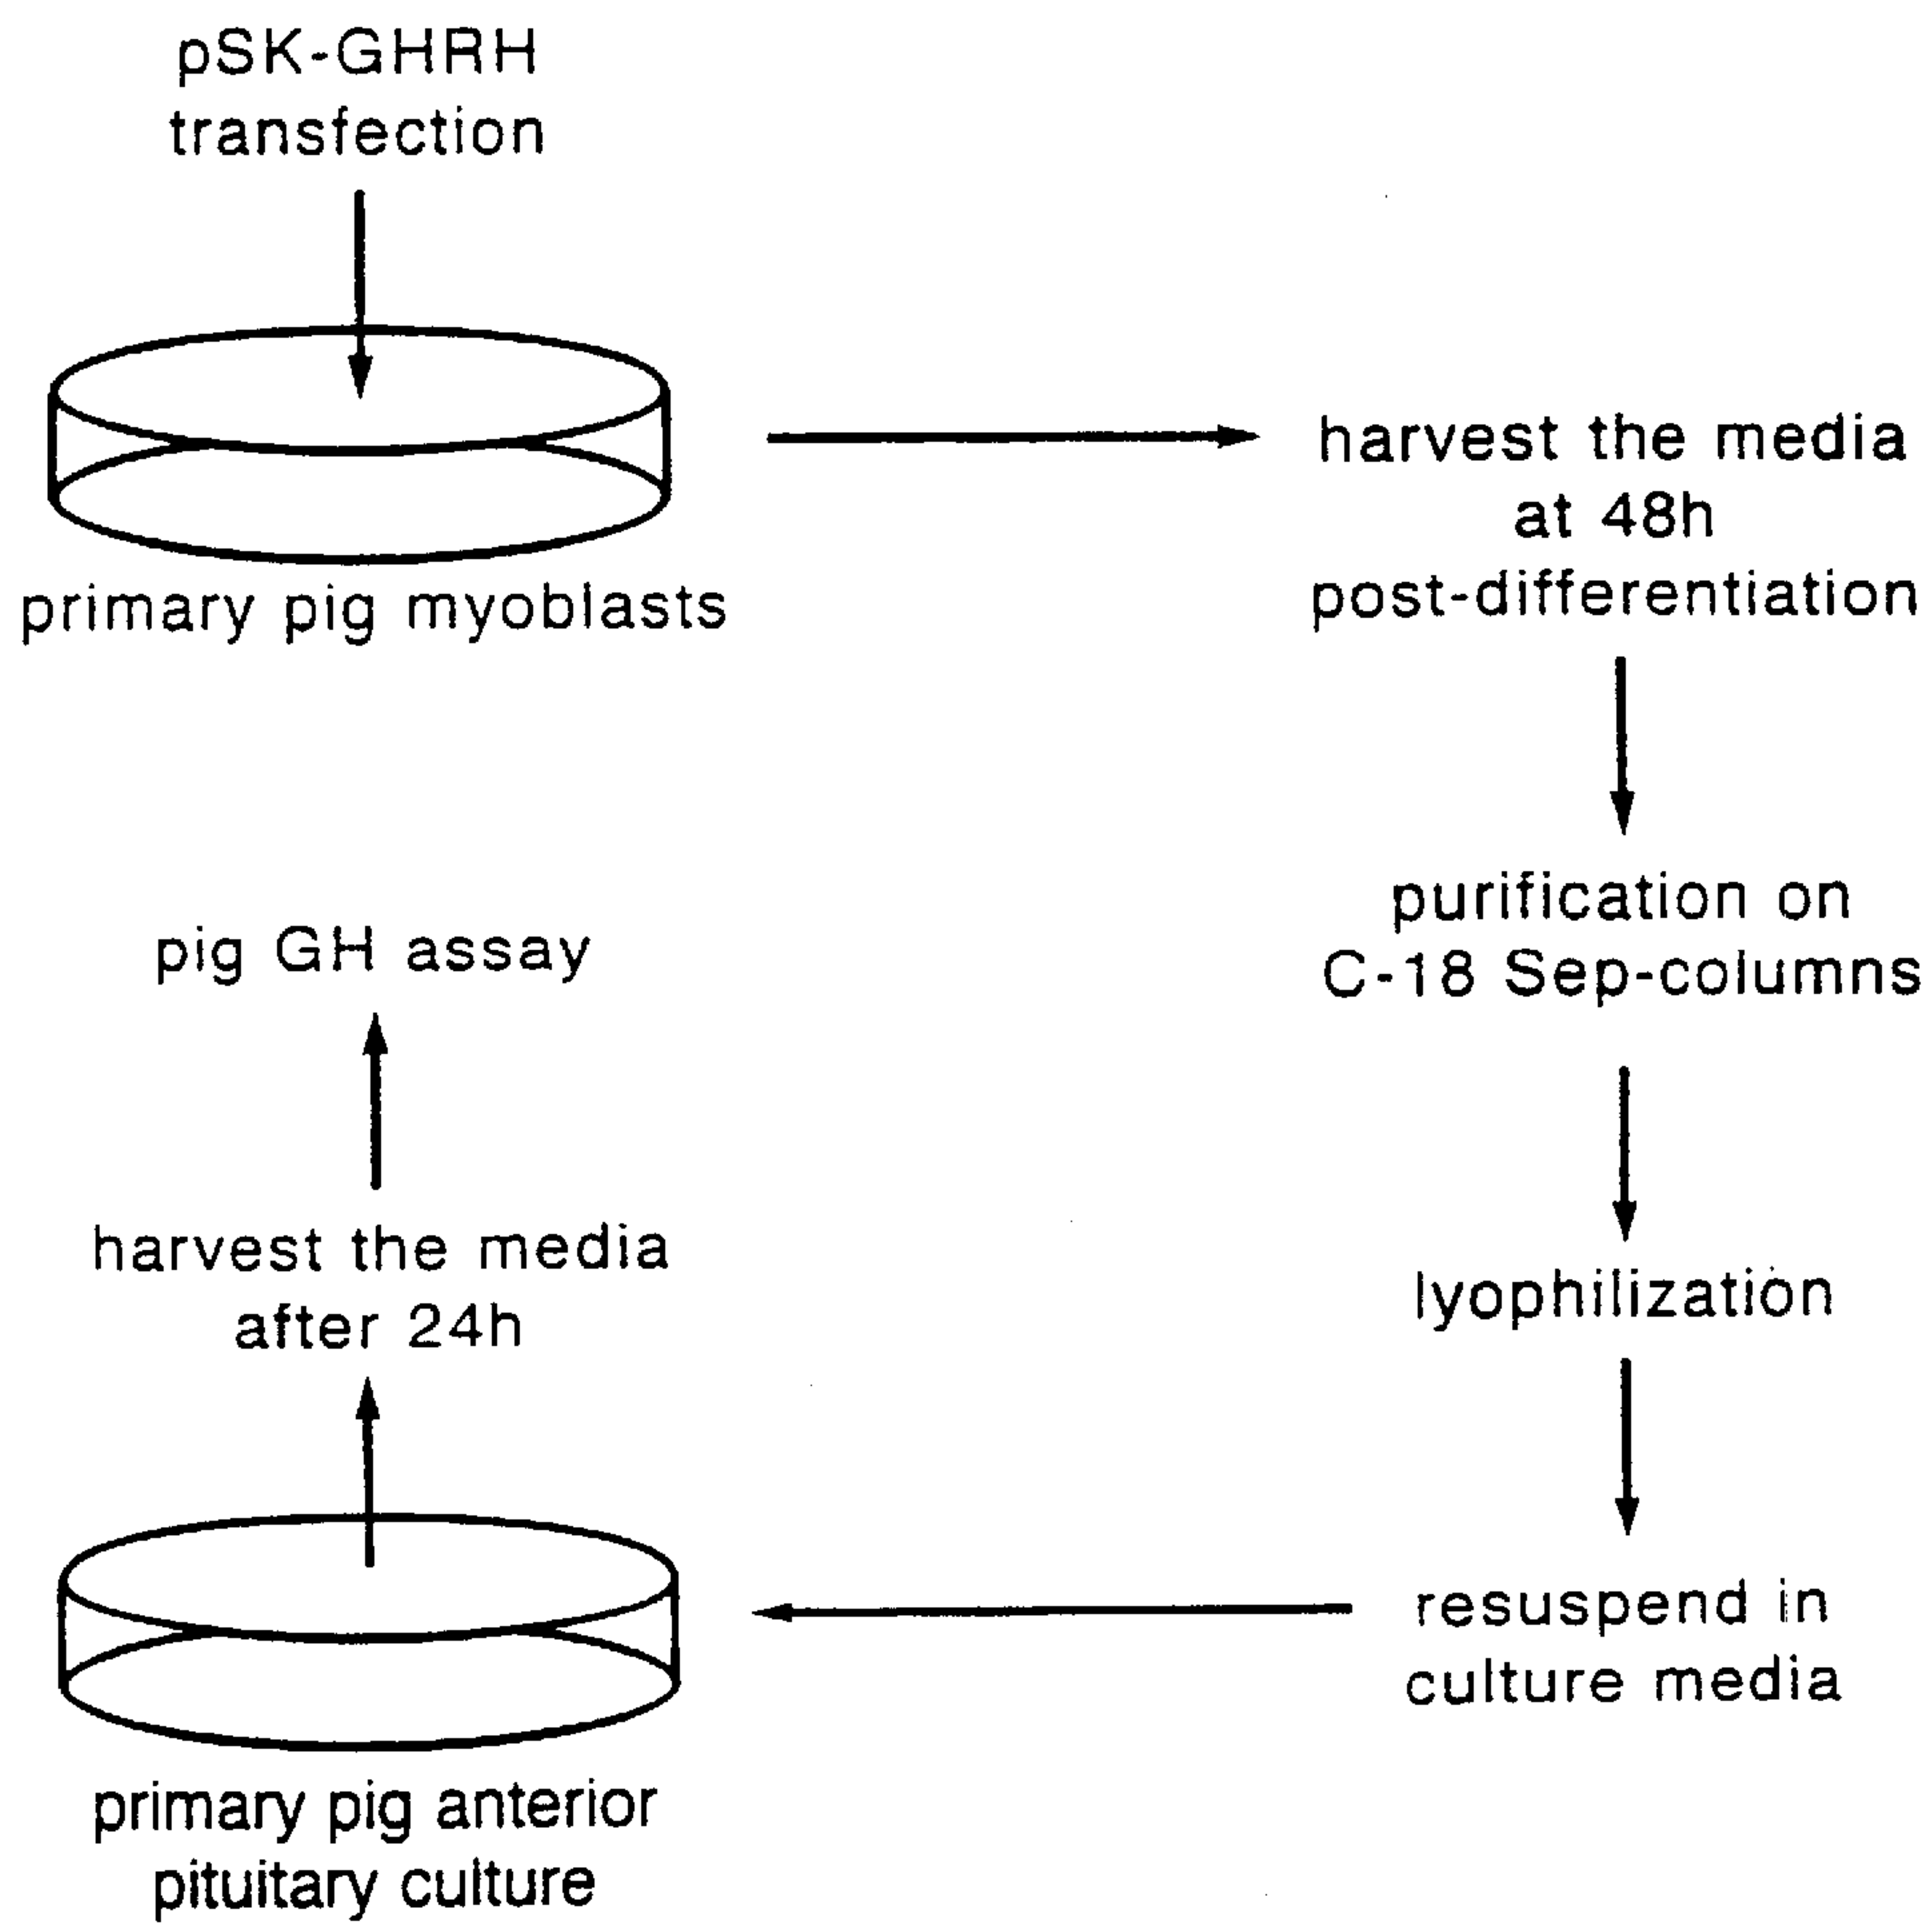 pSK-GHRH
transfection
primary pig myoblasts
harvest the media
at 48h
post-differentiation
purification on
C-18 Sep-columns
lyophilization
resuspend in
culture media
primary pig anterior
pituitary culture
harvest the media
after 24h
pig GH assay